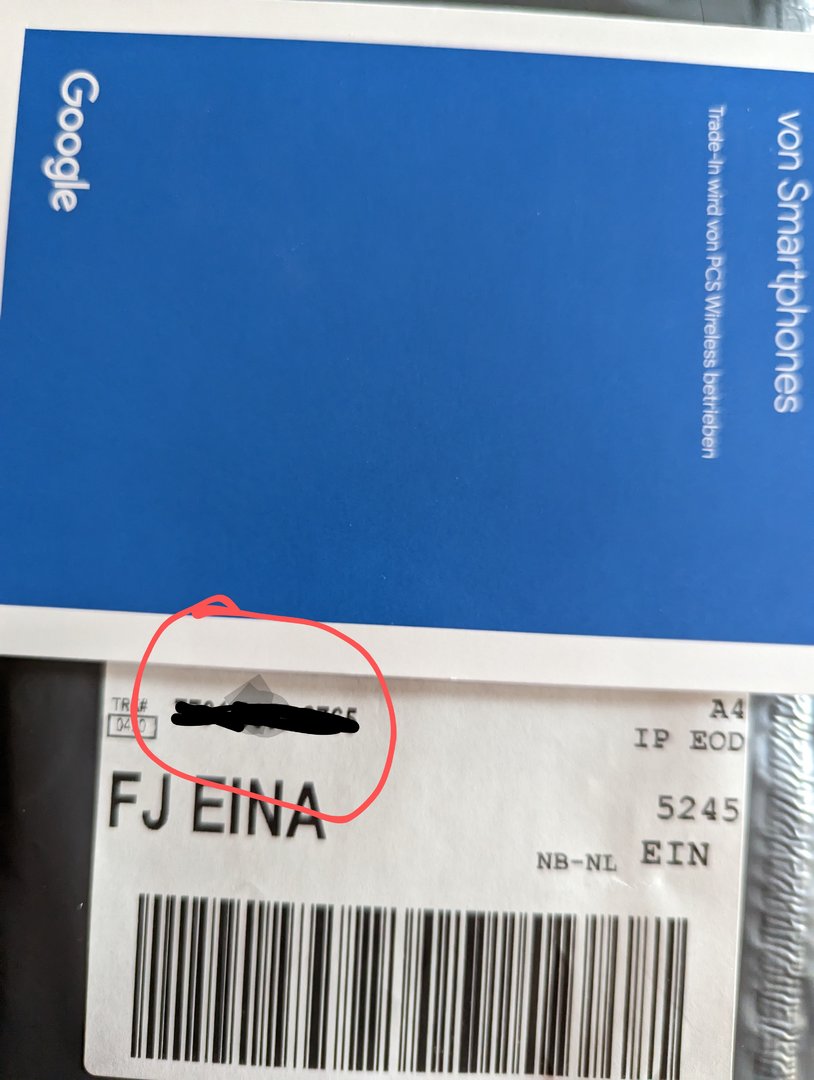 von Smartphones
Trade-In wird von PCS Wireless betrieben
Google
TRK#
A4
IP EOD
FJ EINA
5245
NB-NL EIN